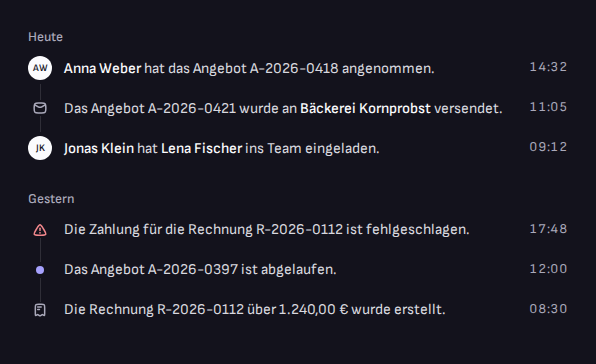 Heute
AW Anna Weber hat das Angebot A-2026-0418 angenommen. 14:32
Das Angebot A-2026-0421 wurde an Bäckerei Kornprobst versendet. 11:05
JK Jonas Klein hat Lena Fischer ins Team eingeladen. 09:12
Gestern
Die Zahlung für die Rechnung R-2026-0112 ist fehlgeschlagen. 17:48
Das Angebot A-2026-0397 ist abgelaufen. 12:00
Die Rechnung R-2026-0112 über 1.240,00 € wurde erstellt. 08:30